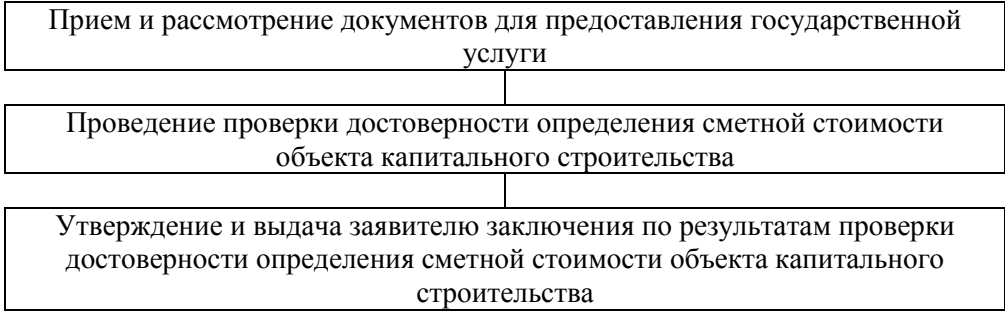 Прием и рассмотрение документов для предоставления государственной
услуги
Проведение проверки достоверности определения сметной стоимости
объекта капитального строительства
Утверждение и выдача заявителю заключения по результатам проверки
достоверности определения сметной стоимости объекта капитального
строительства